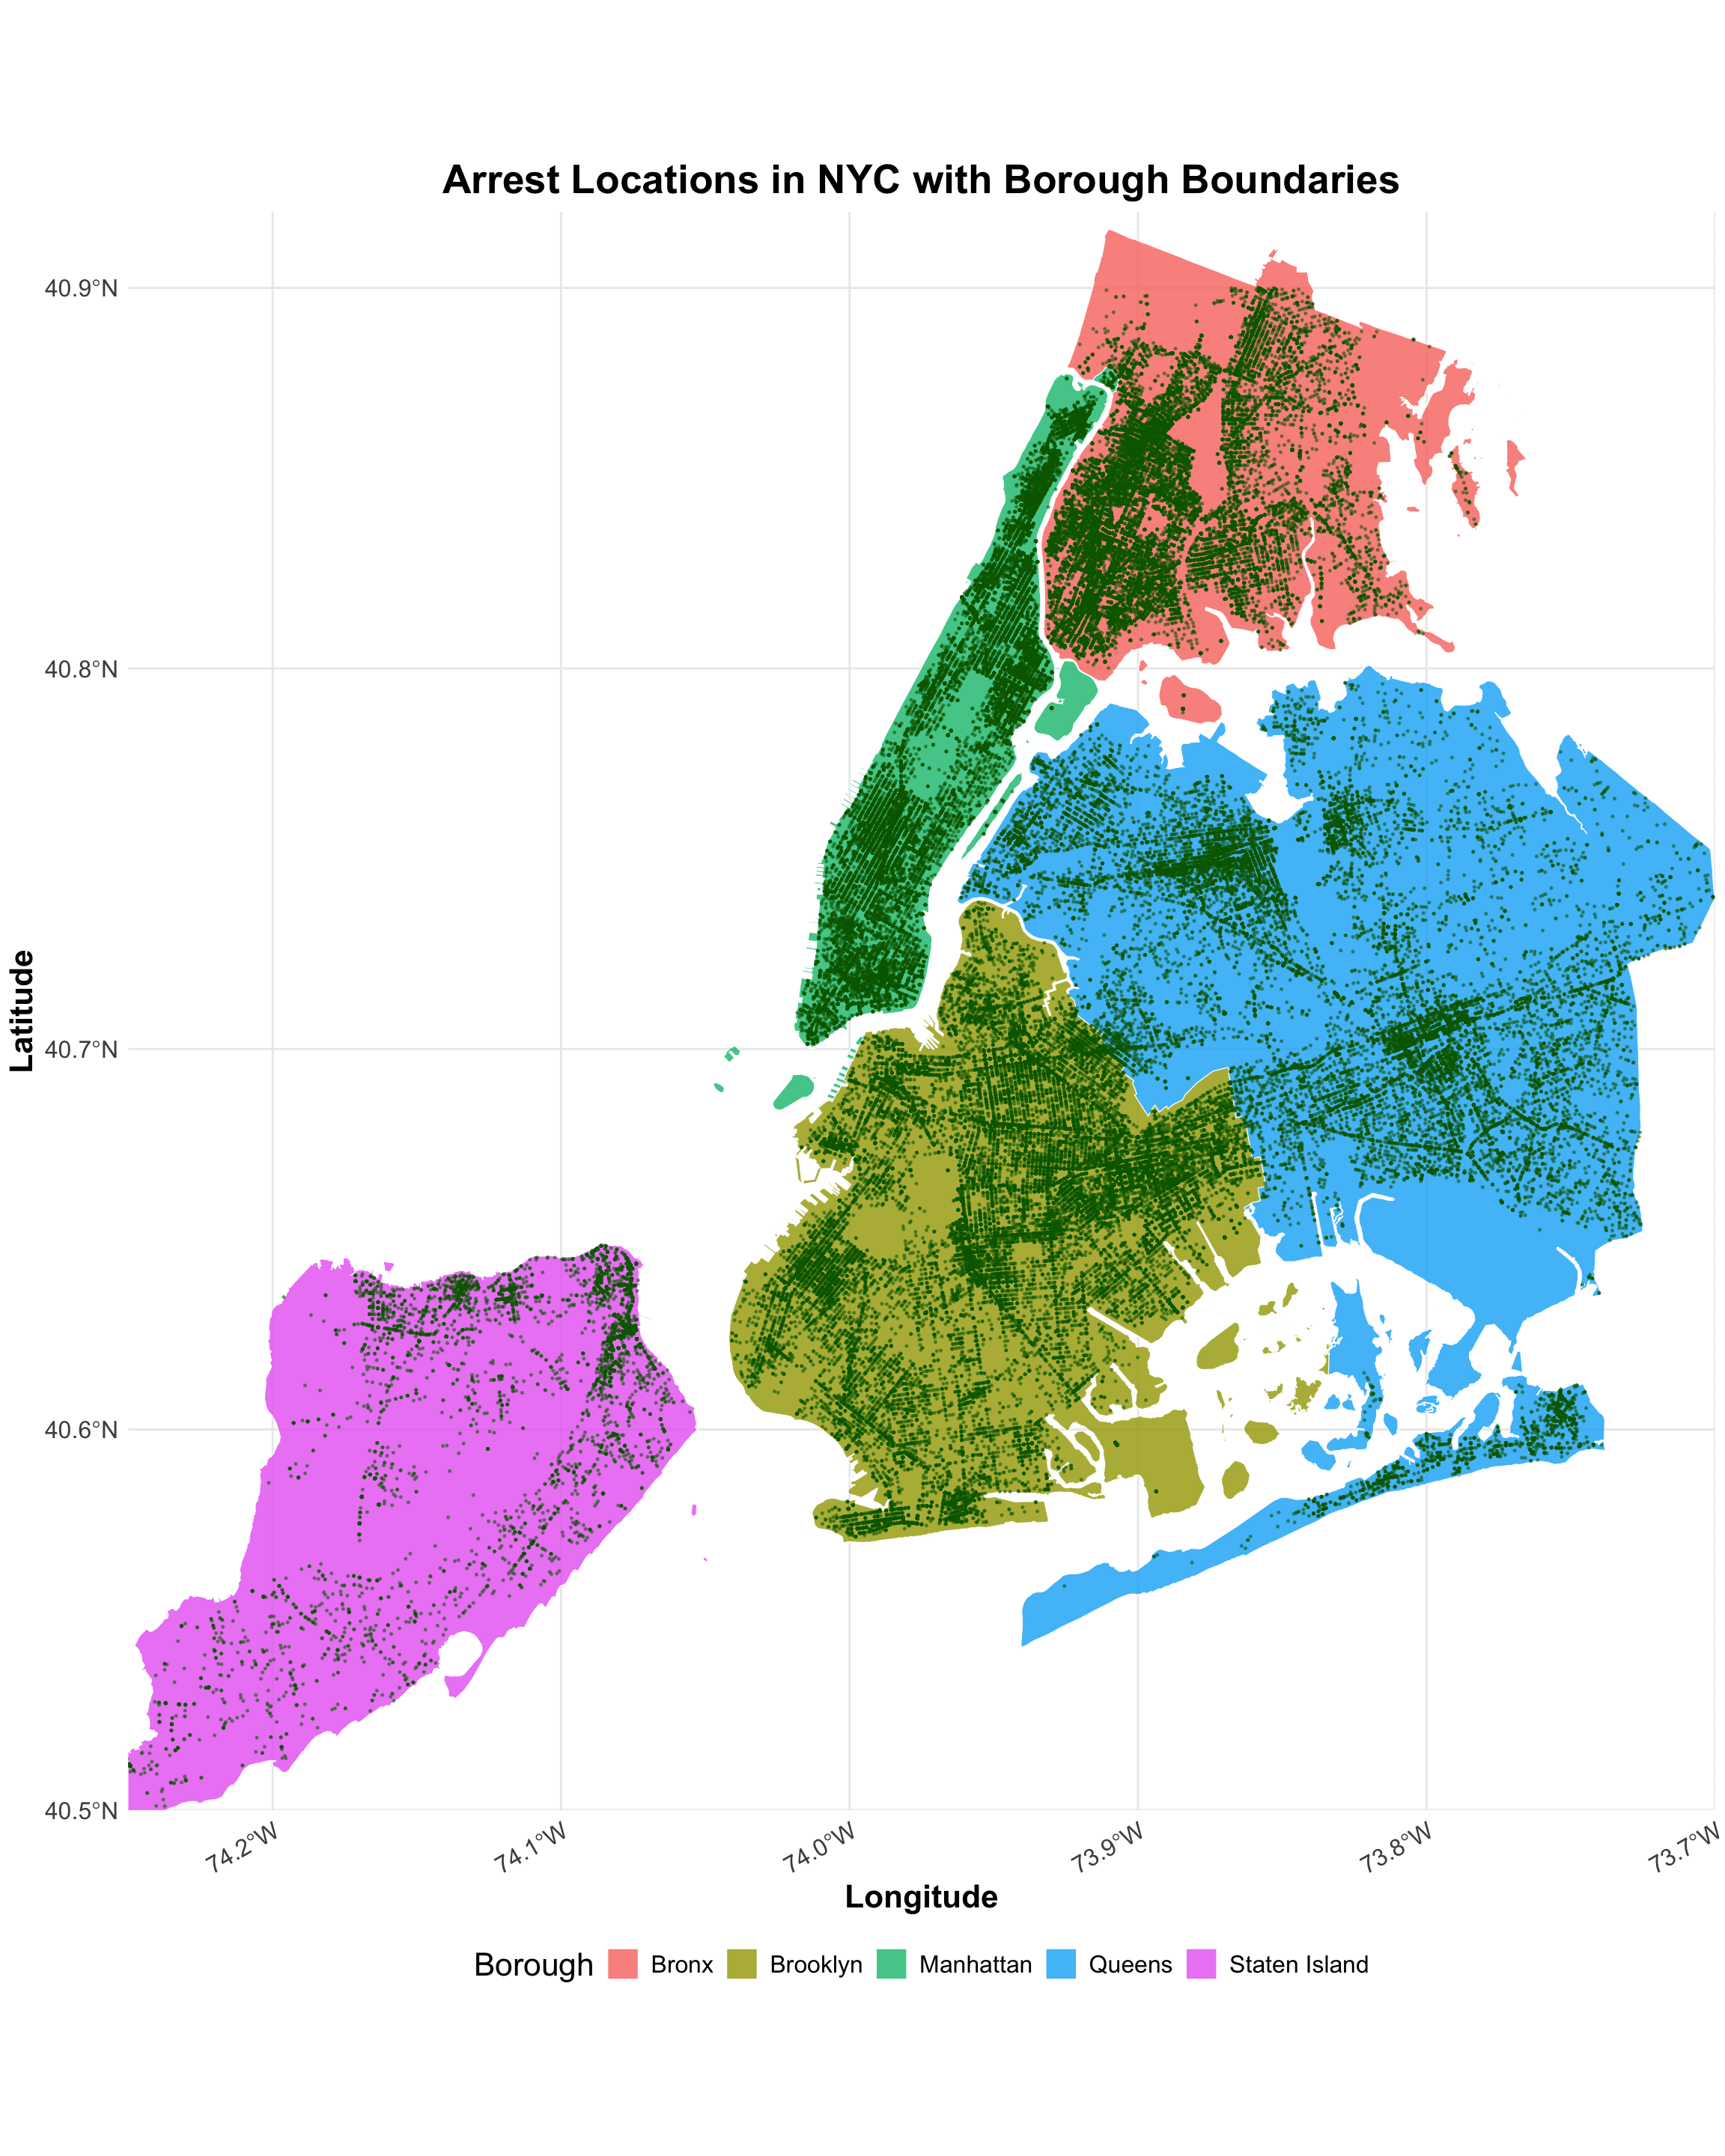 Arrest Locations in NYC with Borough Boundaries
40.9°N
40.8°N
40.7°N
40.6°N
40.5°N
Latitude
74.2°W
74.1°W
74.0°W
73.9°W
73.8°W
73.7°W
Longitude
Borough Bronx Brooklyn Manhattan Queens Staten Island